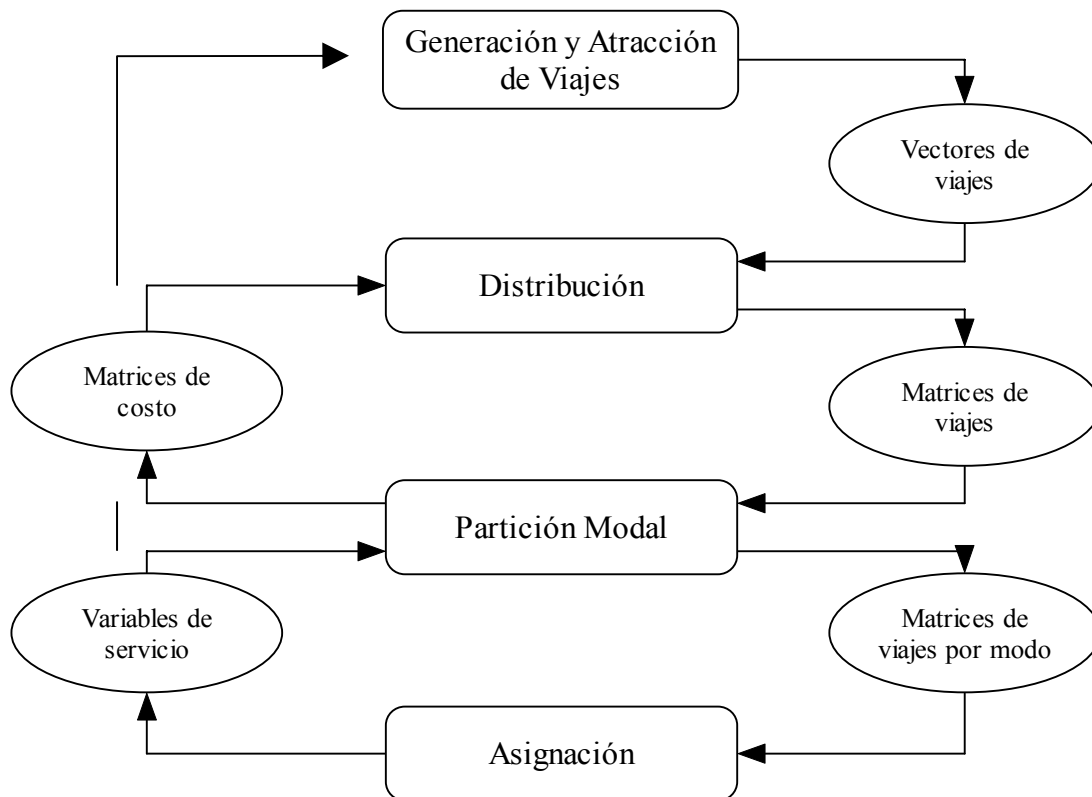 Generación y Atracción
de Viajes
Vectores de
viajes
Distribución
Matrices de
costo
Matrices de
viajes
Partición Modal
Variables de
servicio
Matrices de
viajes por modo
Asignación